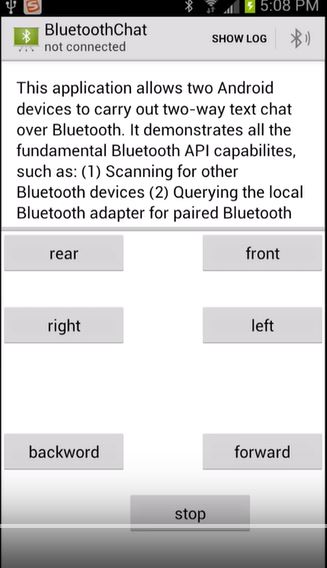 5:08 PM
BluetoothChat
not connected
SHOW LOG
This application allows two Android
devices to carry out two-way text chat
over Bluetooth. It demonstrates all the
fundamental Bluetooth API capabilites,
such as: (1) Scanning for other
Bluetooth devices (2) Querying the local
Bluetooth adapter for paired Bluetooth
rear front
right left
backword forward
stop